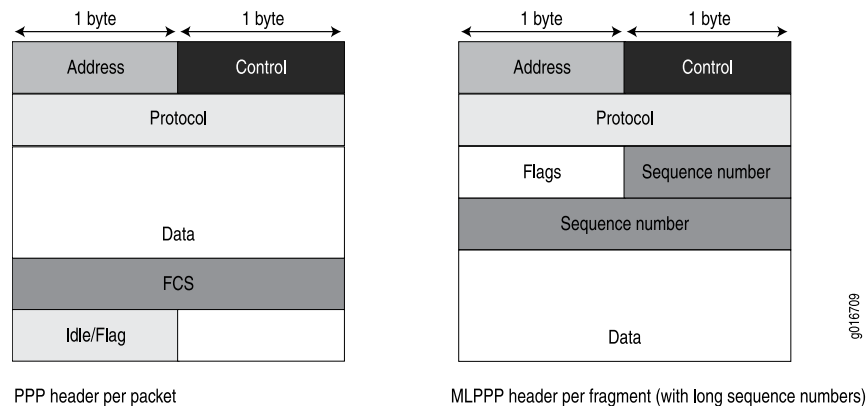 1 byte 1 byte
Address Control
Protocol
Data
FCS
Idle/Flag
PPP header per packet
1 byte 1 byte
Address Control
Protocol
Flags Sequence number
Sequence number
Data
MLPPP header per fragment (with long sequence numbers)
g016709